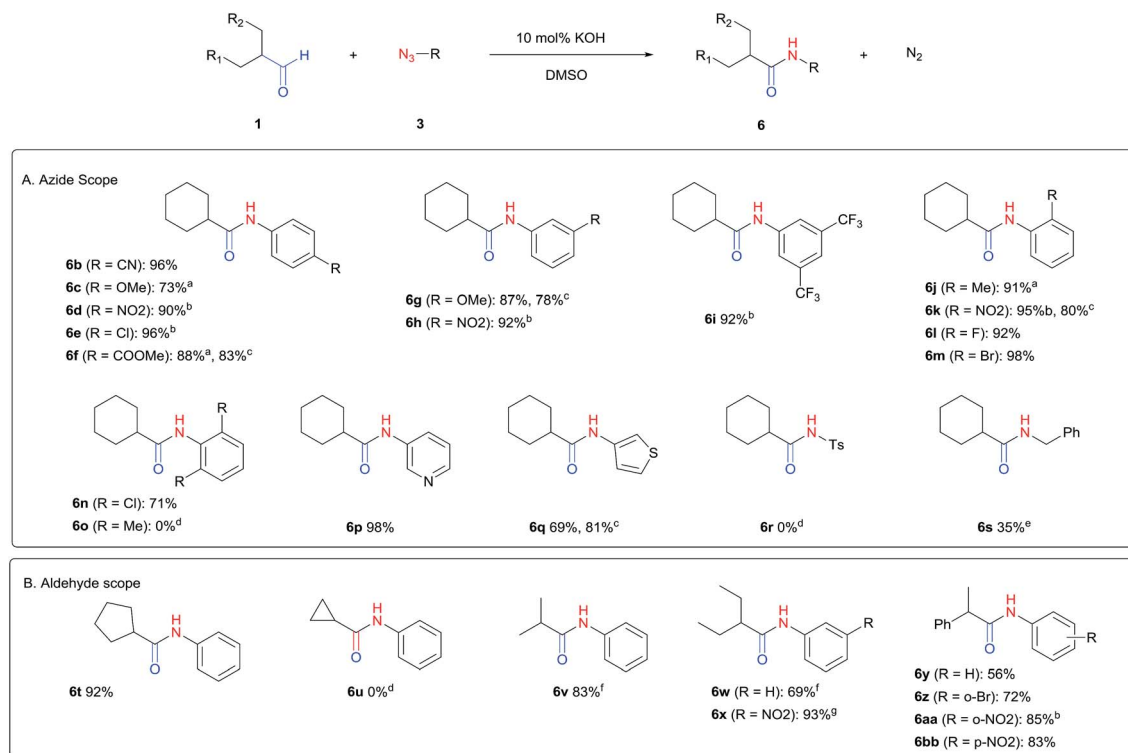 R2
R1
H
O
1
+
N3—R
3
10 mol% KOH
DMSO
R2
R1
H
N
R
O
6
+
N2
A. Azide Scope
H
N
O
R
6b (R = CN): 96%
6c (R = OMe): 73%a
6d (R = NO2): 90%b
6e (R = Cl): 96%b
6f (R = COOMe): 88%a, 83%c
H
N
R
O
6g (R = OMe): 87%, 78%c
6h (R = NO2): 92%b
H
N
CF3
O
CF3
6i 92%b
R
H
N
O
6j (R = Me): 91%a
6k (R = NO2): 95%b, 80%c
6l (R = F): 92%
6m (R = Br): 98%
H
N
R
O
R
6n (R = Cl): 71%
6o (R = Me): 0%d
H
N
O
N
6p 98%
H
N
S
O
6q 69%, 81%c
H
N
Ts
O
6r 0%d
H
N
Ph
O
6s 35%e
B. Aldehyde scope
H
N
O
6t 92%
H
N
O
6u 0%d
H
N
O
6v 83%f
H
N
R
O
6w (R = H): 69%f
6x (R = NO2): 93%g
H
N
Ph
O
R
6y (R = H): 56%
6z (R = o-Br): 72%
6aa (R = o-NO2): 85%b
6bb (R = p-NO2): 83%